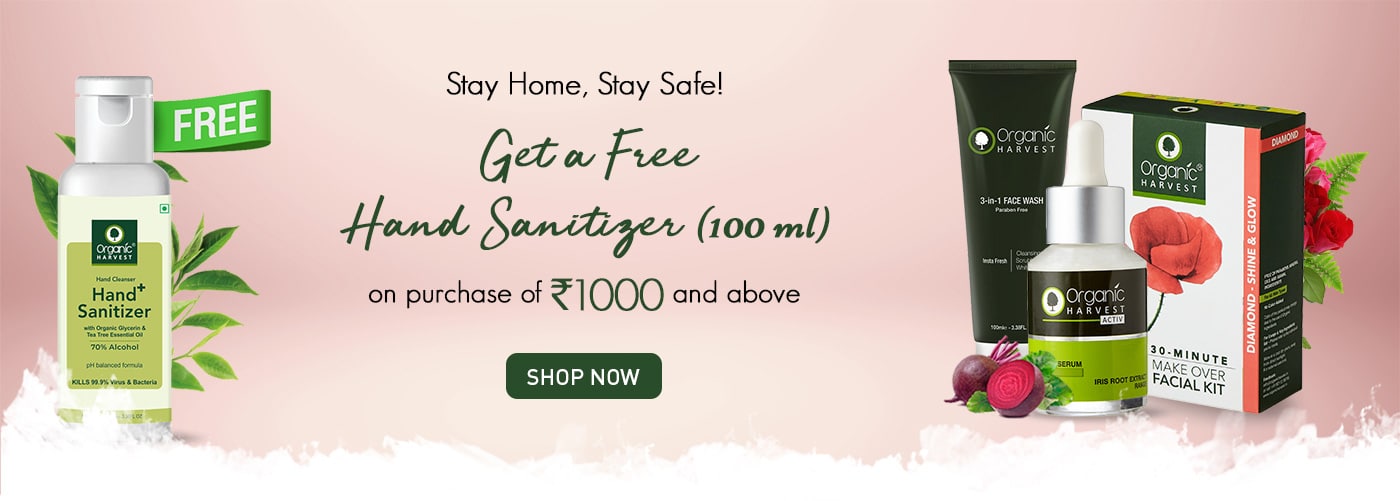 FREE
Organic
HARVEST
Hand Cleanser
Hand+
Sanitizer
with Organic Glycerin &
Tea Tree Essential Oil
70% Alcohol
pH balanced formula
KILLS 99.9% Virus & Bacteria
Stay Home, Stay Safe!
Get a Free
Hand Sanitizer (100 ml)
on purchase of ₹1000 and above
SHOP NOW
Organic
HARVEST
3-in-1 FACE WASH
Paraben Free
Insta Fresh
Cleansing
100ml
Organic
HARVEST
ACTIV
SERUM
IRIS ROOT EXTRACT
Organic®
HARVEST
30-MINUTE
MAKE OVER
FACIAL KIT
DIAMOND
DIAMOND - SHINE & GLOW